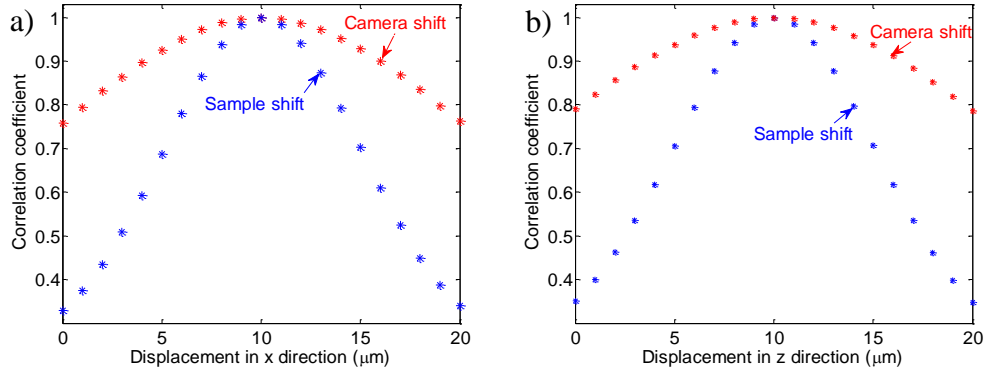 a)
Correlation coefficient
1
0.9
0.8
0.7
0.6
0.5
0.4
0
5
10
15
20
Displacement in x direction (μm)
Camera shift
Sample shift
b)
Correlation coefficient
1
0.9
0.8
0.7
0.6
0.5
0.4
0
5
10
15
20
Displacement in z direction (μm)
Camera shift
Sample shift